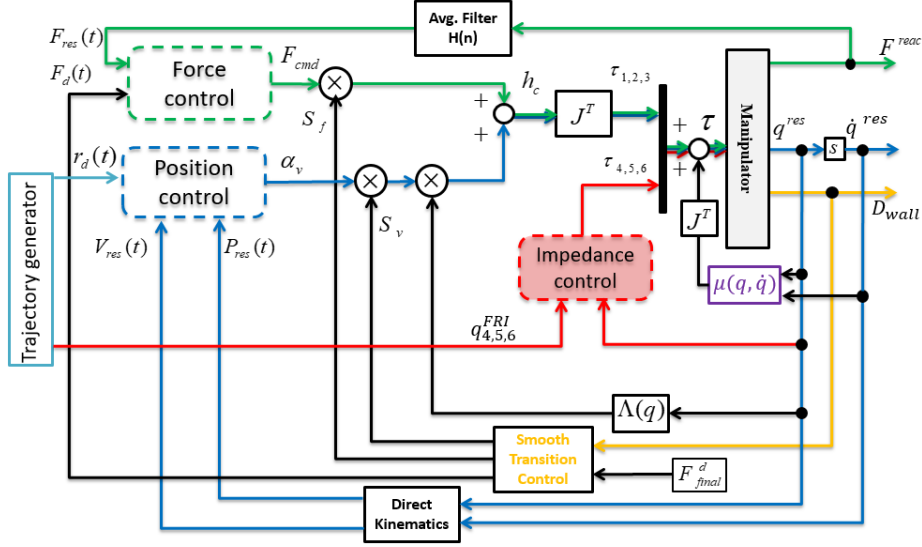 Avg. Filter
H(n)
F_res(t)
F^reac
F_d(t)
Force
control
F_cmd
×
h_c
J^T
τ_1,2,3
S_f
+
+
Trajectory generator
r_d(t)
Position
control
α_v
×
×
S_v
τ_4,5,6
+
+
τ
Manipulator
q^res
s
q̇^res
D_wall
J^T
V_res(t)
P_res(t)
Impedance
control
μ(q, q̇)
q^FRI_4,5,6
Λ(q)
Smooth
Transition
Control
F^d_final
Direct
Kinematics